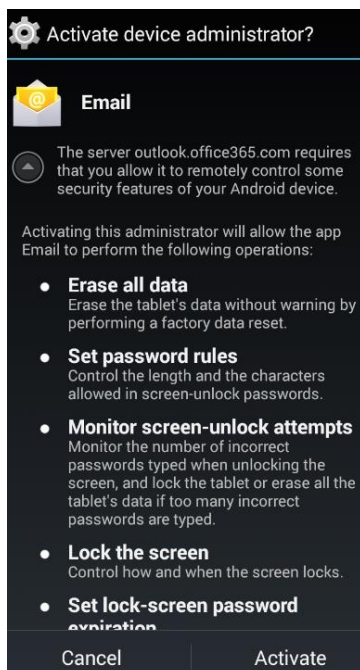 Activate device administrator?
Email
The server outlook.office365.com requires
that you allow it to remotely control some
security features of your Android device.
Activating this administrator will allow the app
Email to perform the following operations:
● Erase all data
Erase the tablet's data without warning by
performing a factory data reset.
● Set password rules
Control the length and the characters
allowed in screen-unlock passwords.
● Monitor screen-unlock attempts
Monitor the number of incorrect
passwords typed when unlocking the
screen, and lock the tablet or erase all the
tablet's data if too many incorrect
passwords are typed.
● Lock the screen
Control how and when the screen locks.
● Set lock-screen password
expiration
Cancel
Activate